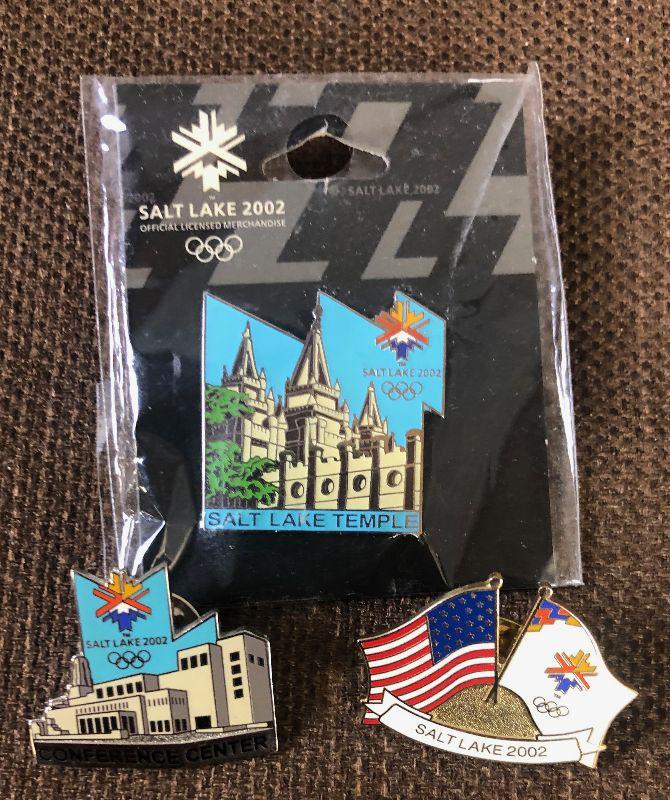 SALT LAKE 2002
OFFICIAL LICENSED MERCHANDISE
SALT LAKE 2002
2002
SALT LAKE 2002
SALT LAKE TEMPLE
SALT LAKE 2002
CONFERENCE CENTER
SALT LAKE 2002